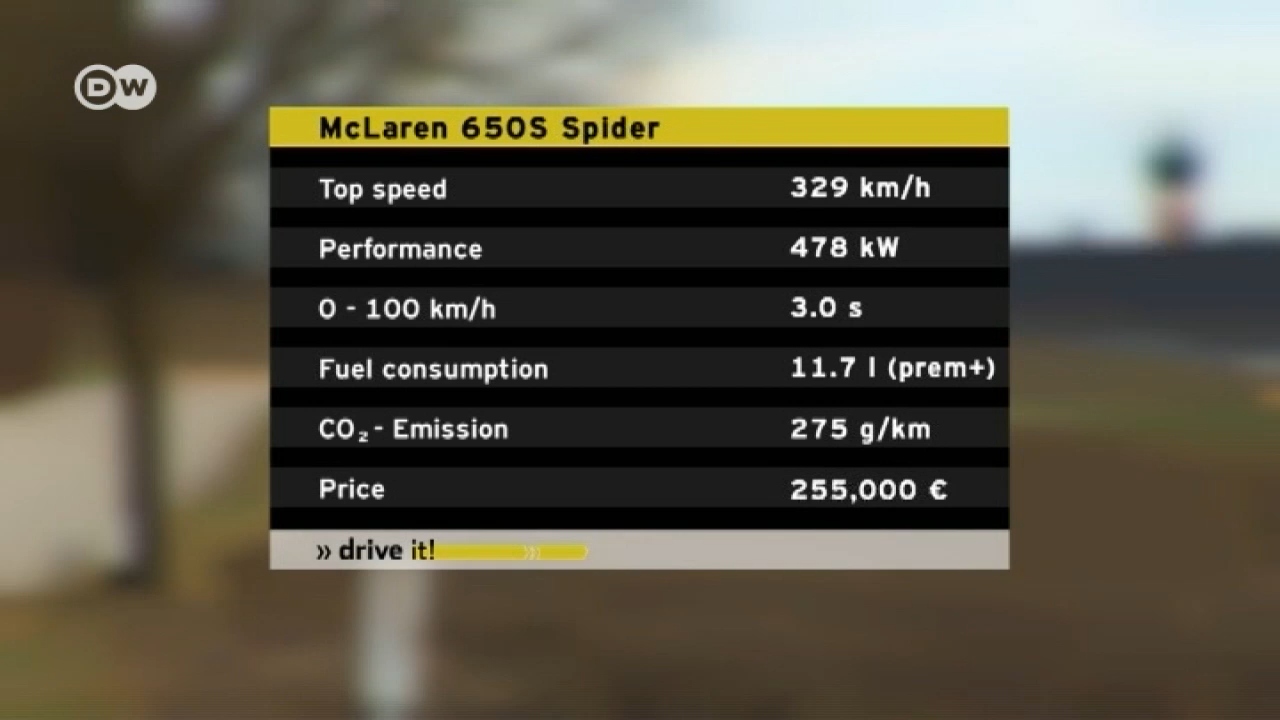 DW
McLaren 650S Spider
Top speed 329 km/h
Performance 478 kW
0 - 100 km/h 3.0 s
Fuel consumption 11.7 l (prem+)
CO₂ - Emission 275 g/km
Price 255,000 €
» drive it!